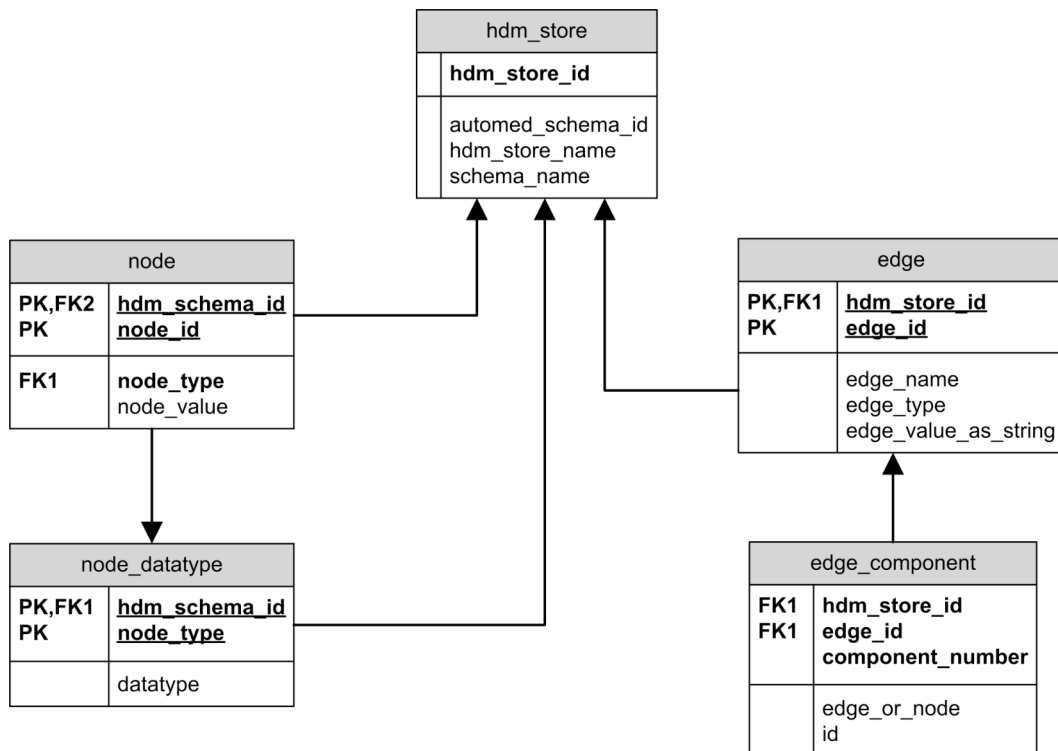 hdm_store
hdm_store_id
automed_schema_id
hdm_store_name
schema_name
node
PK,FK2 hdm_schema_id
PK node_id
FK1 node_type
node_value
edge
PK,FK1 hdm_store_id
PK edge_id
edge_name
edge_type
edge_value_as_string
node_datatype
PK,FK1 hdm_schema_id
PK node_type
datatype
edge_component
FK1 hdm_store_id
FK1 edge_id
component_number
edge_or_node
id